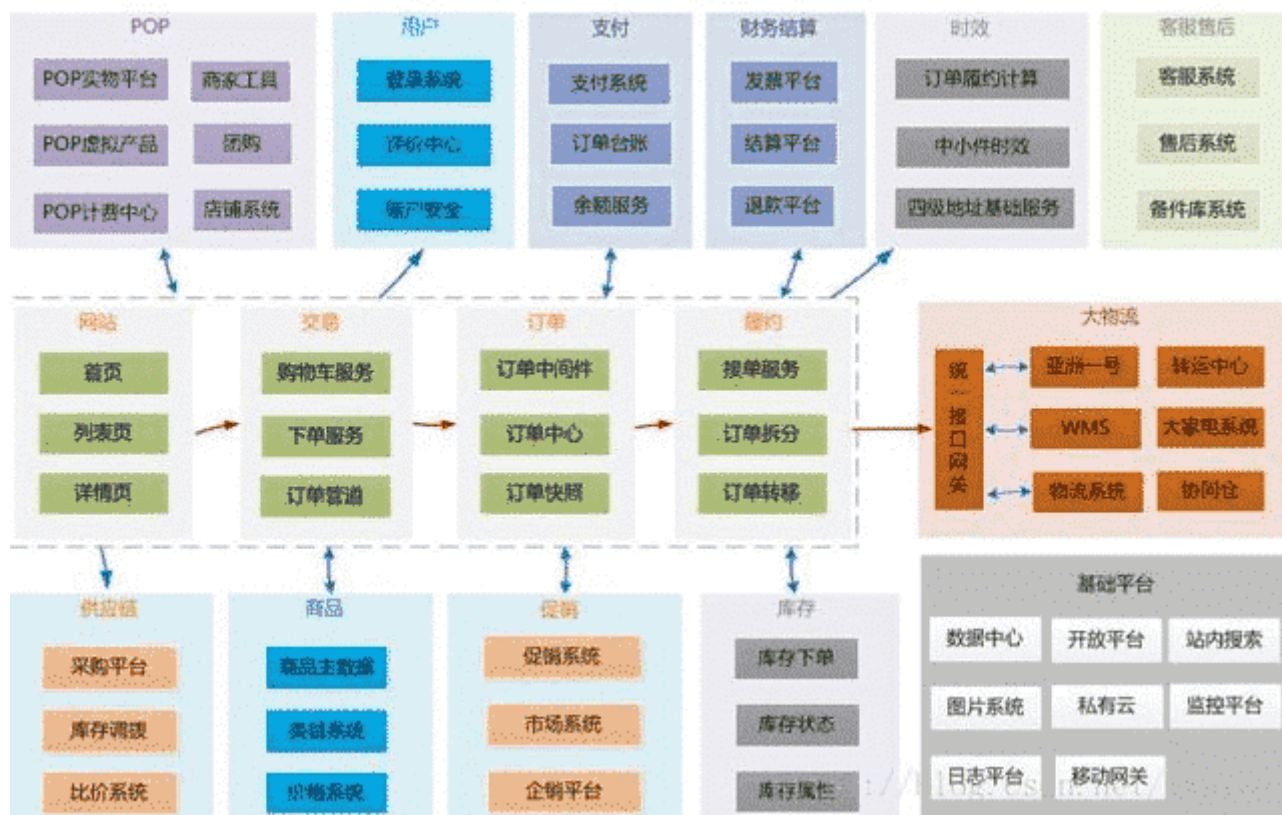 POP
POP实物平台
商家工具
POP虚拟产品
团购
POP计费中心
店铺系统
用户
登录系统
评价中心
账户安全
支付
支付系统
订单台账
余额服务
财务结算
发票平台
结算平台
退款平台
时效
订单履约计算
中小件时效
四级地址基础服务
客服售后
客服系统
售后系统
备件库系统
网站
首页
列表页
详情页
交易
购物车服务
下单服务
订单管道
订单
订单中间件
订单中心
订单快照
履约
接单服务
订单拆分
订单转移
大物流
统一接口网关
亚洲一号
转运中心
WMS
大家电系统
物流系统
协同仓
供应链
采购平台
库存调拨
比价系统
商品
商品主数据
类目系统
价格系统
促销
促销系统
市场系统
企销平台
库存
库存下单
库存状态
库存属性
基础平台
数据中心
开放平台
站内搜索
图片系统
私有云
监控平台
日志平台
移动网关